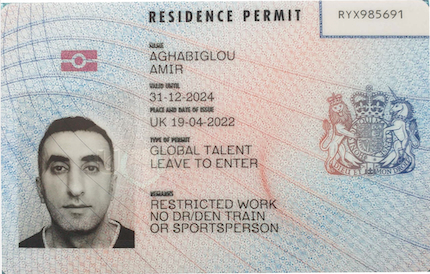 RESIDENCE PERMIT
RYX985691
NAME
AGHABIGLOU
AMIR
VALID UNTIL
31-12-2024
PLACE AND DATE OF ISSUE
UK 19-04-2022
TYPE OF PERMIT
GLOBAL TALENT
LEAVE TO ENTER
REMARKS
RESTRICTED WORK
NO DR/DEN TRAIN
OR SPORTSPERSON